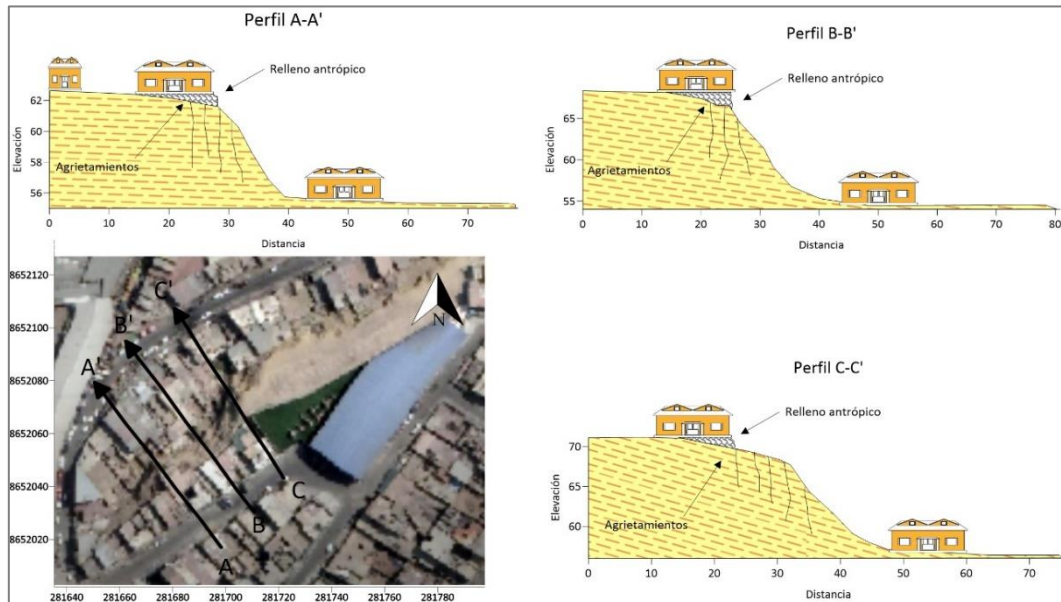 Perfil A-A'
Relleno antrópico
Elevación
62
60
58
56
Agrietamientos
0 10 20 30 40 50 60 70
Distancia
Perfil B-B'
Relleno antrópico
Elevación
65
60
55
Agrietamientos
0 10 20 30 40 50 60 70 80
Distancia
8652120
8652100
8652080
8652060
8652040
8652020
C'
B'
A'
N
C
B
A
281640 281660 281680 281700 281720 281740 281760 281780
Perfil C-C'
Relleno antrópico
70
65
60
Agrietamientos
0 10 20 30 40 50 60 70
Distancia